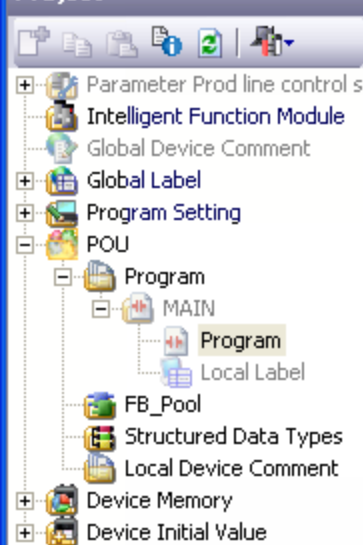 Parameter Prod line control s
Intelligent Function Module
Global Device Comment
Global Label
Program Setting
POU
Program
MAIN
Program
Local Label
FB_Pool
Structured Data Types
Local Device Comment
Device Memory
Device Initial Value